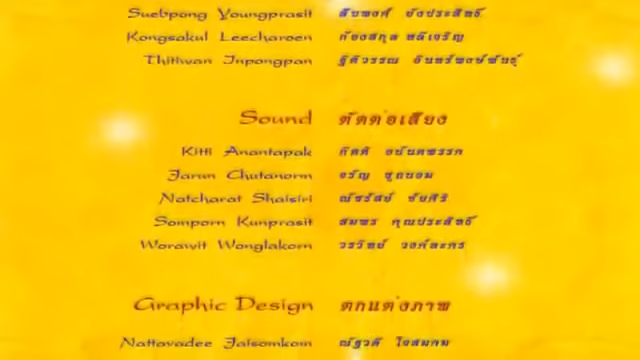 Suebpong Youngprasit สืบพงศ์ ยังประสิทธิ์
Kongsakul Leecharoen ก้องสกุล หลีเจริญ
Thitiwan Inpongpan ฐิติวรรณ อินทร์พงษ์พันธุ์
Sound ตัดต่อเสียง
Kitti Anantapak กิตติ อนันตพรรค
Jarun Chutanorm จรัญ ชูถนอม
Natcharat Shaisiri ณัชรัสย์ ชัยศิริ
Somporn Kunprasit สมพร คุณประสิทธิ์
Worawit Wonglakorn วรวิทย์ วงศ์ละคร
Graphic Design ตกแต่งภาพ
Nattavadee Jaisomkom ณัฐวดี ใจสมคม